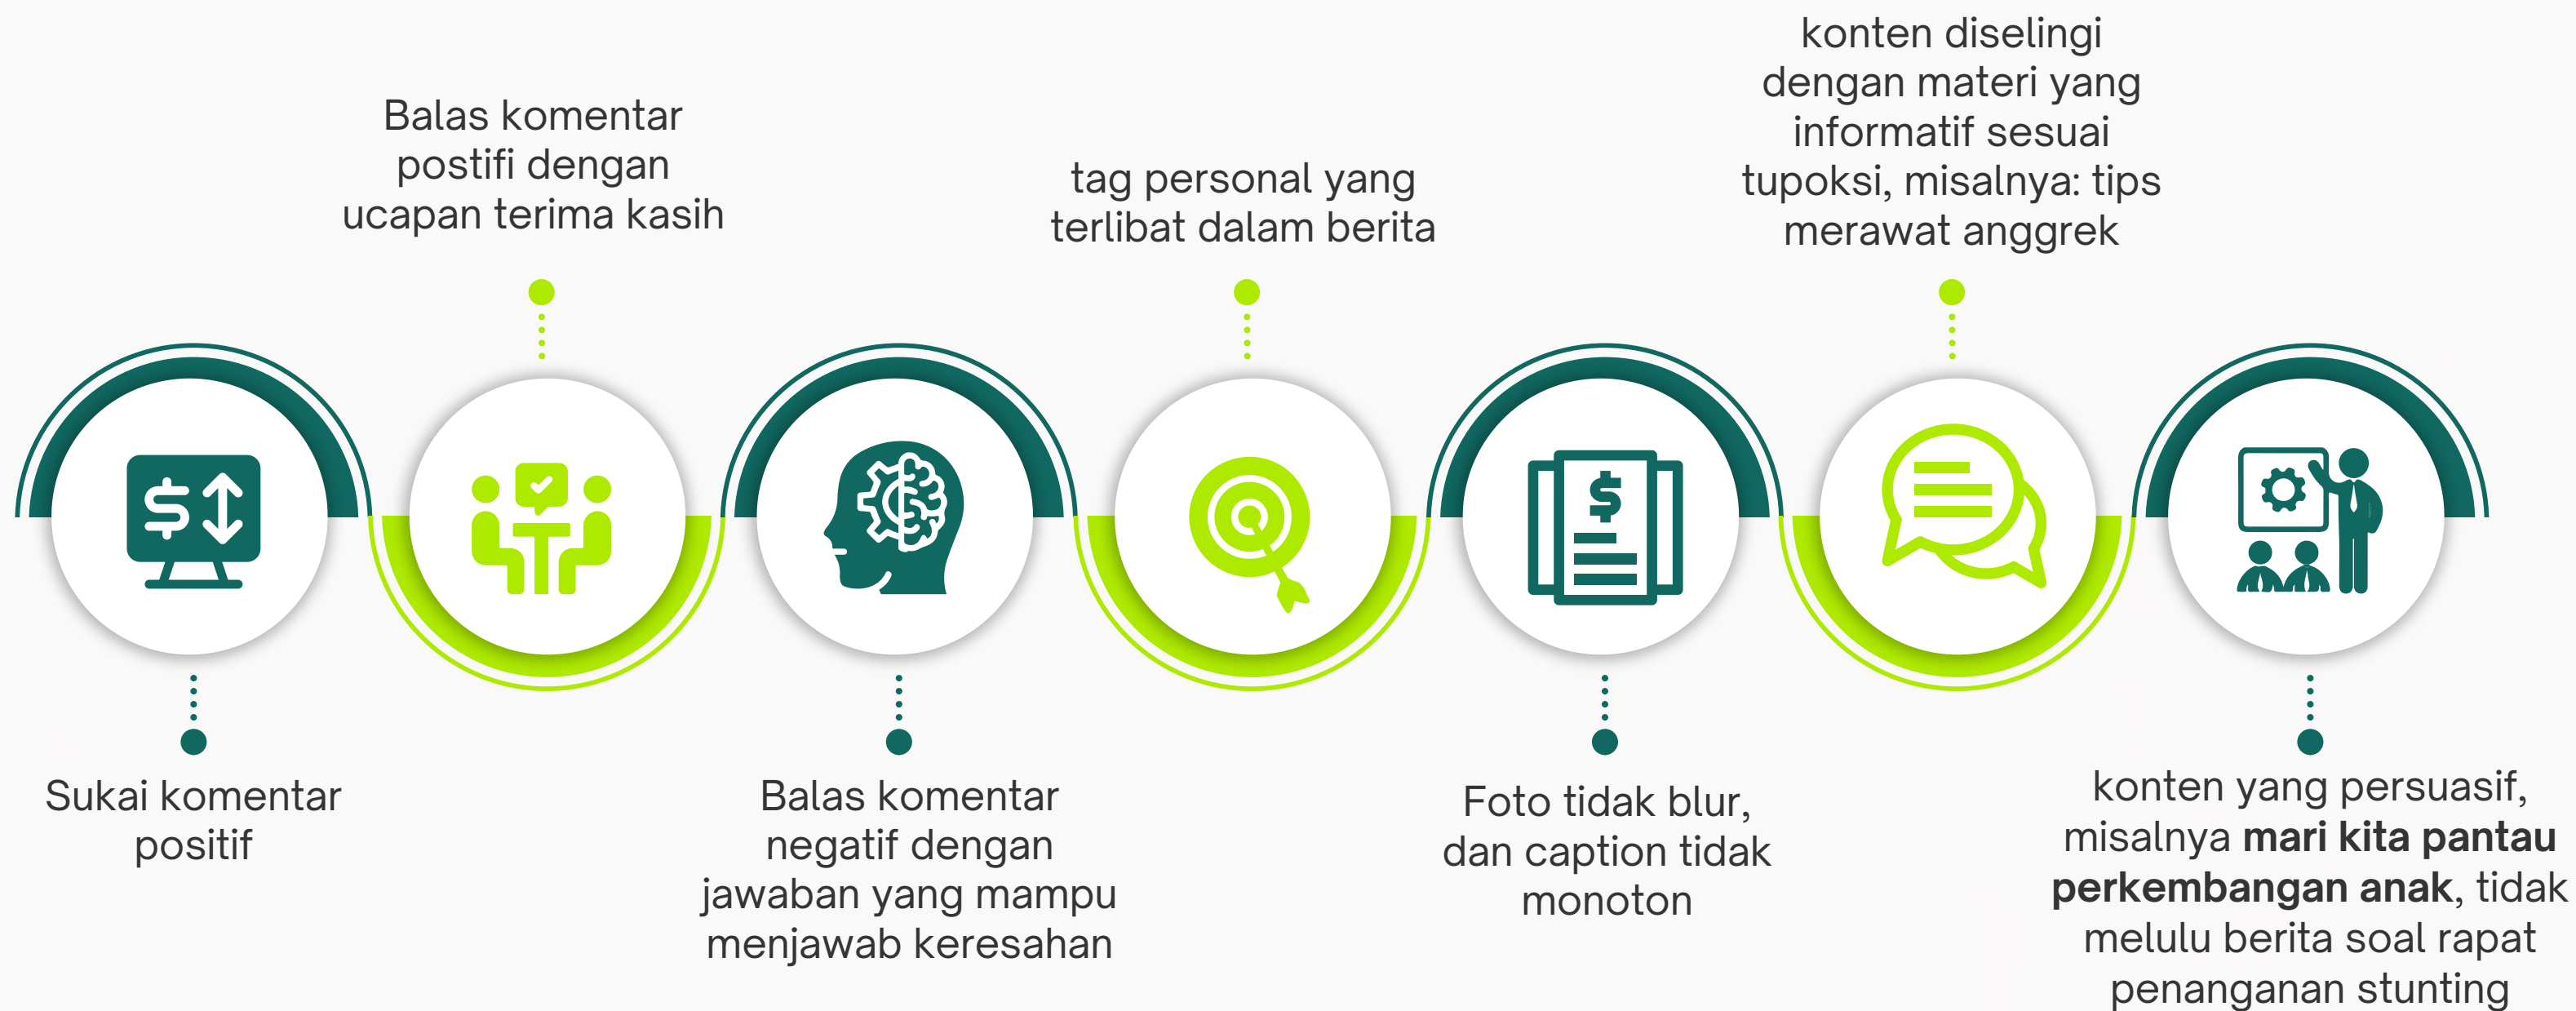 Sukai komentar
positif
Balas komentar
postifi dengan
ucapan terima kasih
Balas komentar
negatif dengan
jawaban yang mampu
menjawab keresahan
tag personal yang
terlibat dalam berita
Foto tidak blur,
dan caption tidak
monoton
konten diselingi
dengan materi yang
informatif sesuai
tupoksi, misalnya: tips
merawat anggrek
konten yang persuasif,
misalnya mari kita pantau
perkembangan anak, tidak
melulu berita soal rapat
penanganan stunting